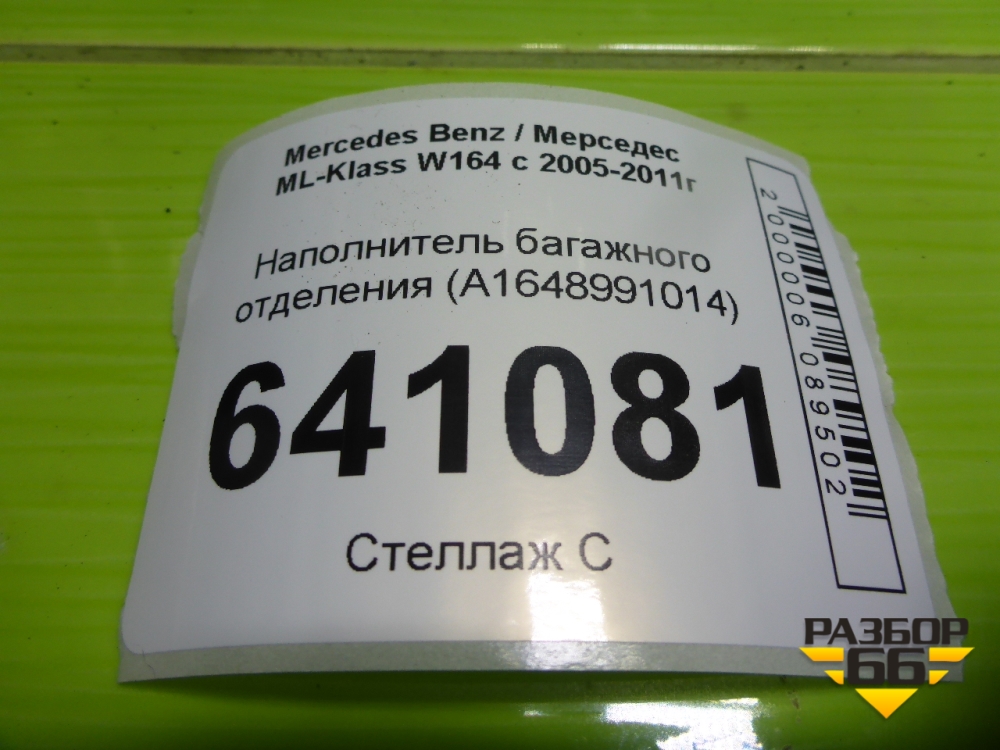 Mercedes Benz / Мерседес
ML-Klass W164 с 2005-2011г
Наполнитель багажного
отделения (A1648991014)
641081
Стеллаж С
2000006089502
РАЗБОР
66